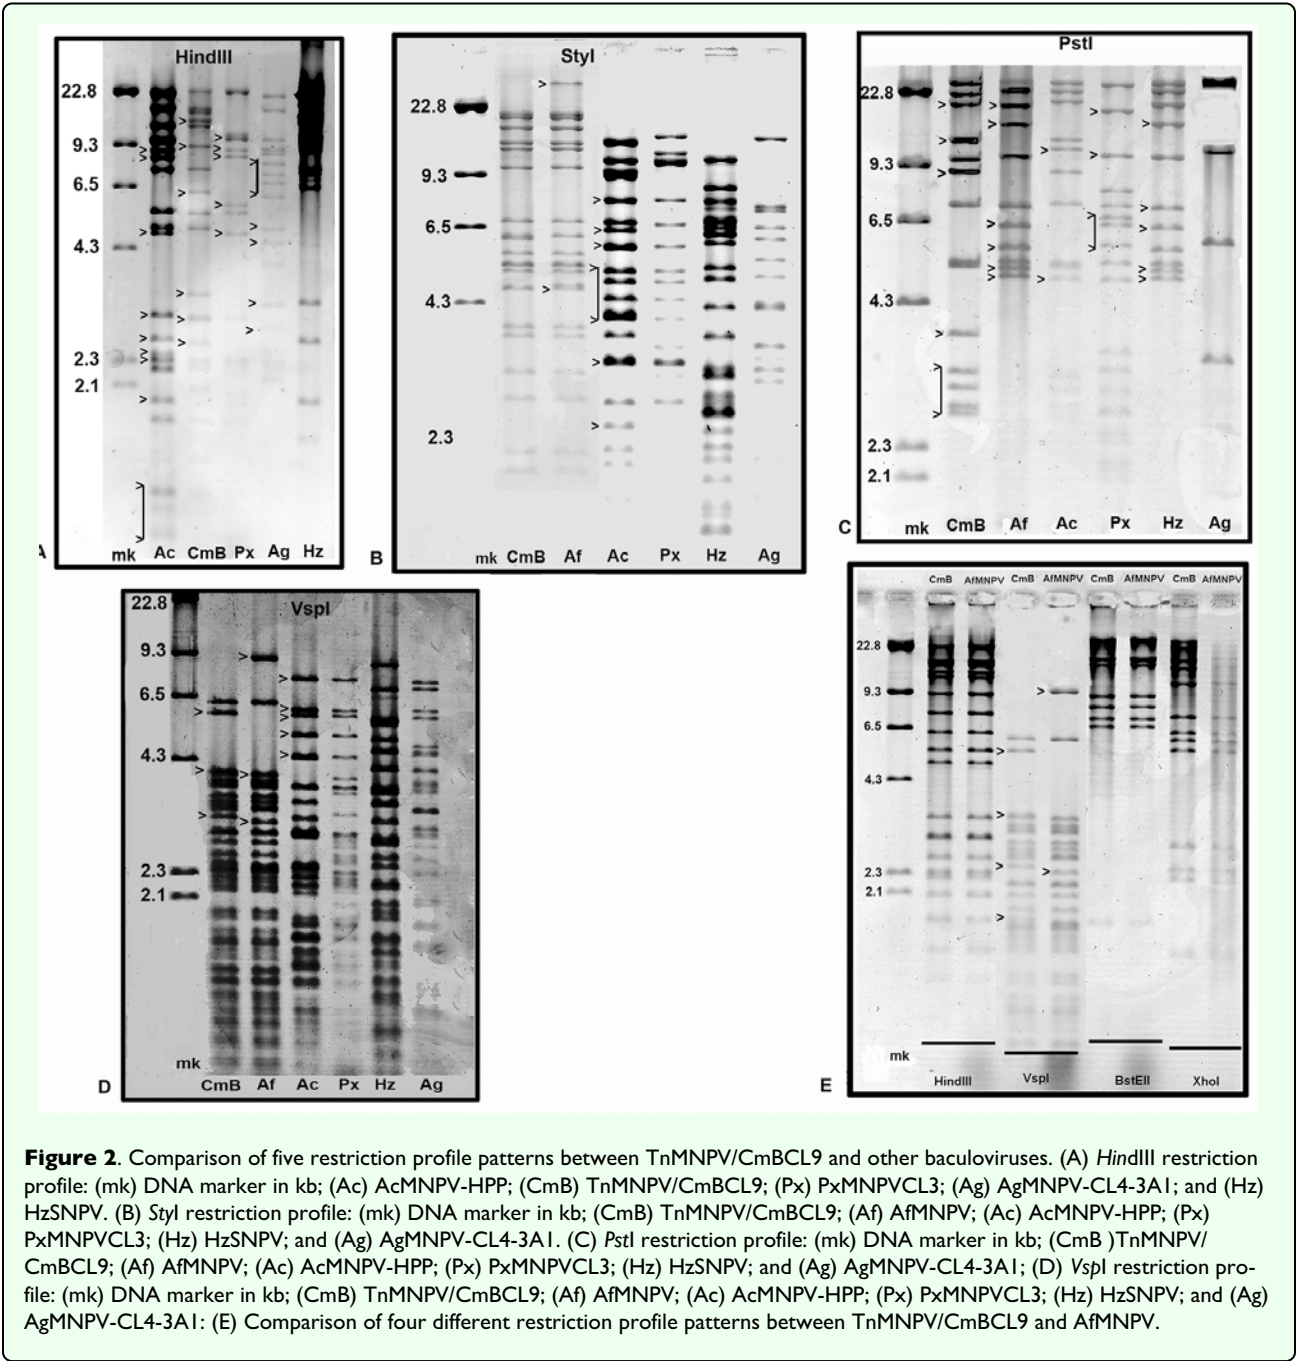 HindIII
22.8
9.3
6.5
4.3
2.3
2.1
A
mk Ac CmB Px Ag Hz
StyI
22.8
9.3
6.5
4.3
2.3
B
mk CmB Af Ac Px Hz Ag
PstI
22.8
9.3
6.5
4.3
2.3
2.1
C
mk CmB Af Ac Px Hz Ag
VspI
22.8
9.3
6.5
4.3
2.3
2.1
D
mk
CmB Af Ac Px Hz Ag
CmB AfMNPV CmB AfMNPV CmB AfMNPV CmB AfMNPV
22.8
9.3
6.5
4.3
2.3
2.1
mk
E
HindIII VspI BstEII XhoI
Figure 2. Comparison of five restriction profile patterns between TnMNPV/CmBCL9 and other baculoviruses. (A) HindIII restriction
profile: (mk) DNA marker in kb; (Ac) AcMNPV-HPP; (CmB) TnMNPV/CmBCL9; (Px) PxMNPVCL3; (Ag) AgMNPV-CL4-3A1; and (Hz)
HzSNPV. (B) StyI restriction profile: (mk) DNA marker in kb; (CmB) TnMNPV/CmBCL9; (Af) AfMNPV; (Ac) AcMNPV-HPP; (Px)
PxMNPVCL3; (Hz) HzSNPV; and (Ag) AgMNPV-CL4-3A1. (C) PstI restriction profile: (mk) DNA marker in kb; (CmB )TnMNPV/
CmBCL9; (Af) AfMNPV; (Ac) AcMNPV-HPP; (Px) PxMNPVCL3; (Hz) HzSNPV; and (Ag) AgMNPV-CL4-3A1; (D) VspI restriction pro-
file: (mk) DNA marker in kb; (CmB) TnMNPV/CmBCL9; (Af) AfMNPV; (Ac) AcMNPV-HPP; (Px) PxMNPVCL3; (Hz) HzSNPV; and (Ag)
AgMNPV-CL4-3A1: (E) Comparison of four different restriction profile patterns between TnMNPV/CmBCL9 and AfMNPV.